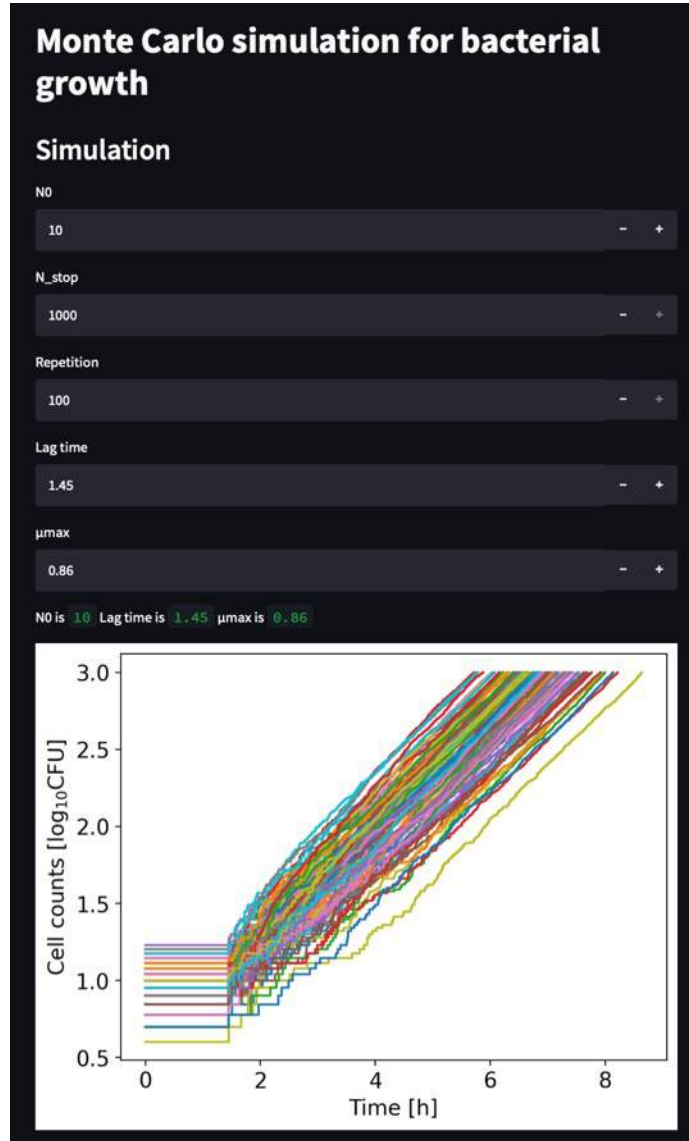 Monte Carlo simulation for bacterial
growth
Simulation
N0
10 - +
N_stop
1000 - +
Repetition
100 - +
Lag time
1.45 - +
μmax
0.86 - +
N0 is 10 Lag time is 1.45 μmax is 0.86
3.0
2.5
2.0
1.5
1.0
0.5
Cell counts [log₁₀CFU]
0 2 4 6 8
Time [h]